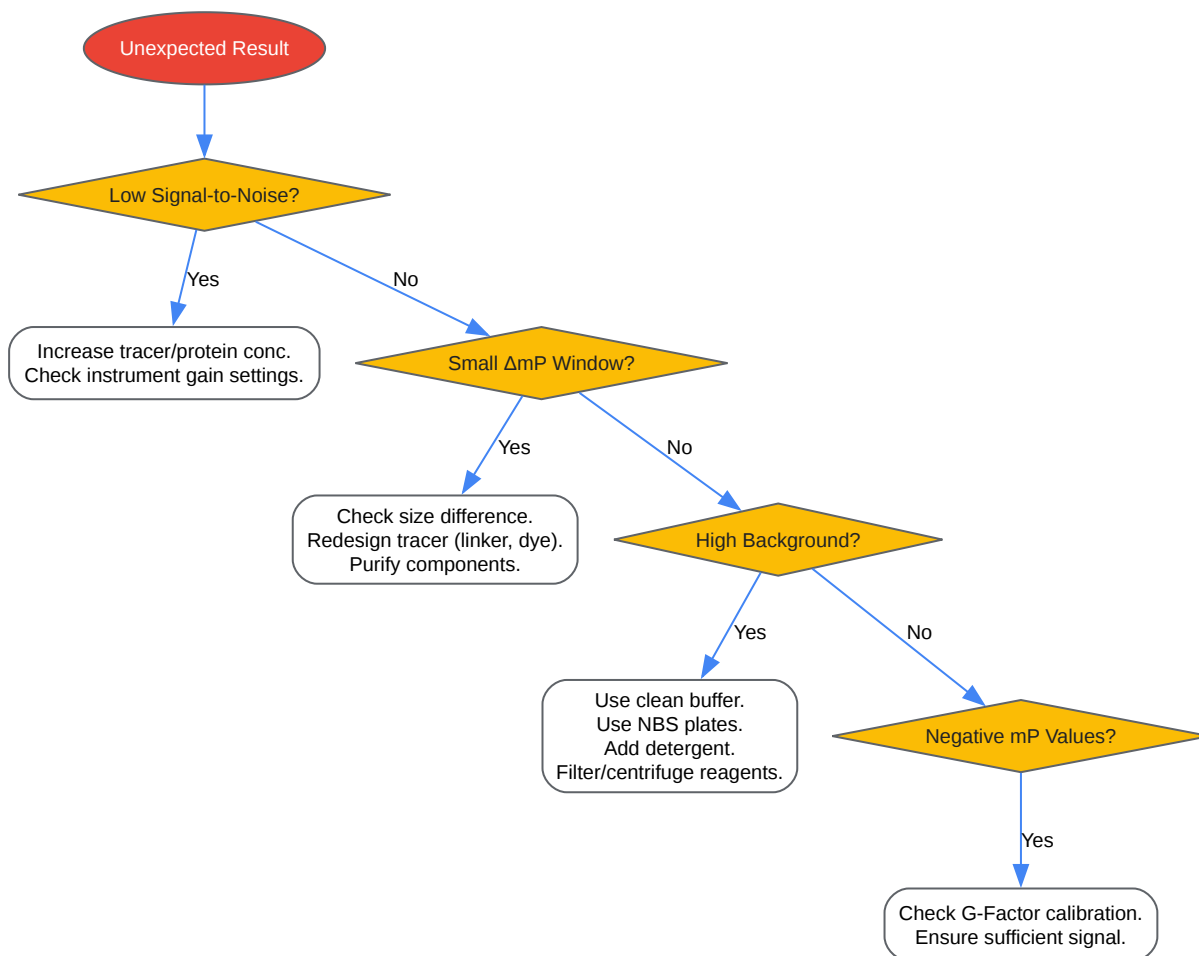 Unexpected Result
Low Signal-to-Noise?
Yes
No
Increase tracer/protein conc.
Check instrument gain settings.
Small ΔmP Window?
Yes
No
Check size difference.
Redesign tracer (linker, dye).
Purify components.
High Background?
Yes
No
Use clean buffer.
Use NBS plates.
Add detergent.
Filter/centrifuge reagents.
Negative mP Values?
Yes
Check G-Factor calibration.
Ensure sufficient signal.